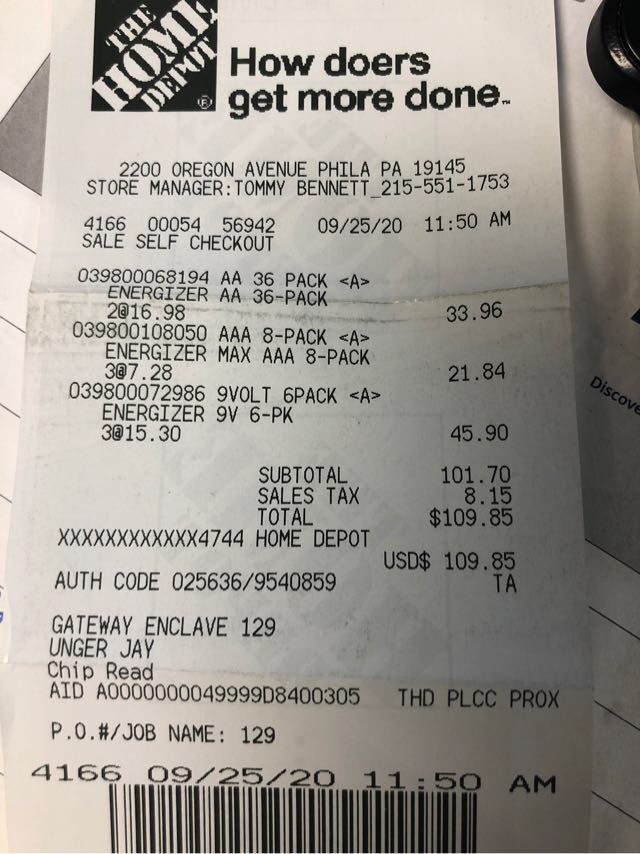 THE
HOME
DEPOT
®
How doers
get more done.™
2200 OREGON AVENUE PHILA PA 19145
STORE MANAGER:TOMMY BENNETT_215-551-1753
4166 00054 56942 09/25/20 11:50 AM
SALE SELF CHECKOUT
039800068194 AA 36 PACK <A>
ENERGIZER AA 36-PACK
2@16.98 33.96
039800108050 AAA 8-PACK <A>
ENERGIZER MAX AAA 8-PACK
3@7.28 21.84
039800072986 9VOLT 6PACK <A>
ENERGIZER 9V 6-PK
3@15.30 45.90
SUBTOTAL 101.70
SALES TAX 8.15
TOTAL $109.85
XXXXXXXXXXXX4744 HOME DEPOT
USD$ 109.85
AUTH CODE 025636/9540859 TA
GATEWAY ENCLAVE 129
UNGER JAY
Chip Read
AID A0000000049999D8400305 THD PLCC PROX
P.O.#/JOB NAME: 129
4166 09/25/20 11:50 AM